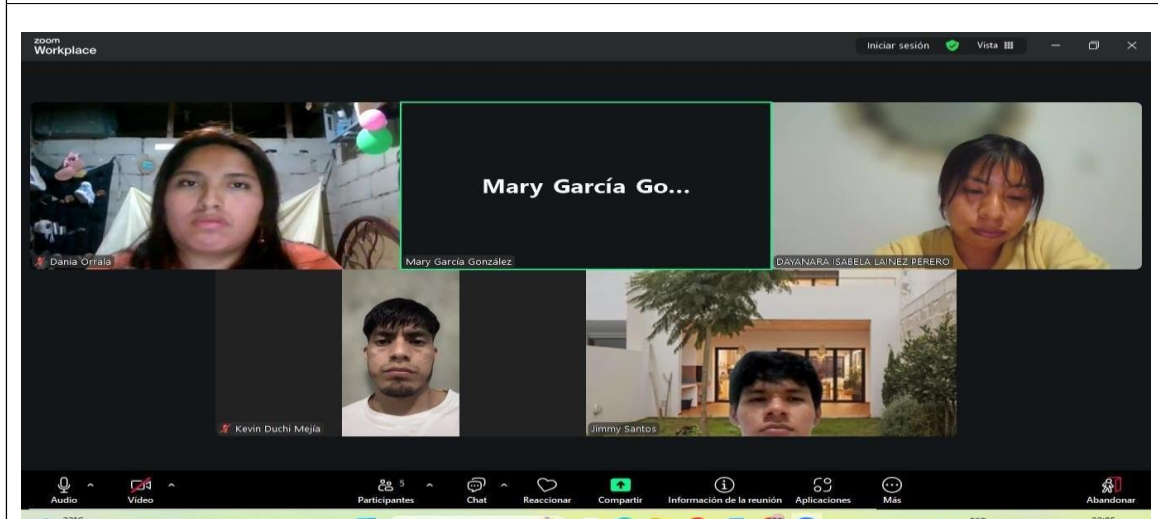 zoom
Workplace
Iniciar sesión
Vista
Mary García Go...
Dania Orrala
Mary García González
DAYANARA ISABELA LAINEZ PERERO
Kevin Duchi Mejía
Jimmy Santos
5
Audio
Vídeo
Participantes
Chat
Reaccionar
Compartir
Información de la reunión
Aplicaciones
Más
Abandonar